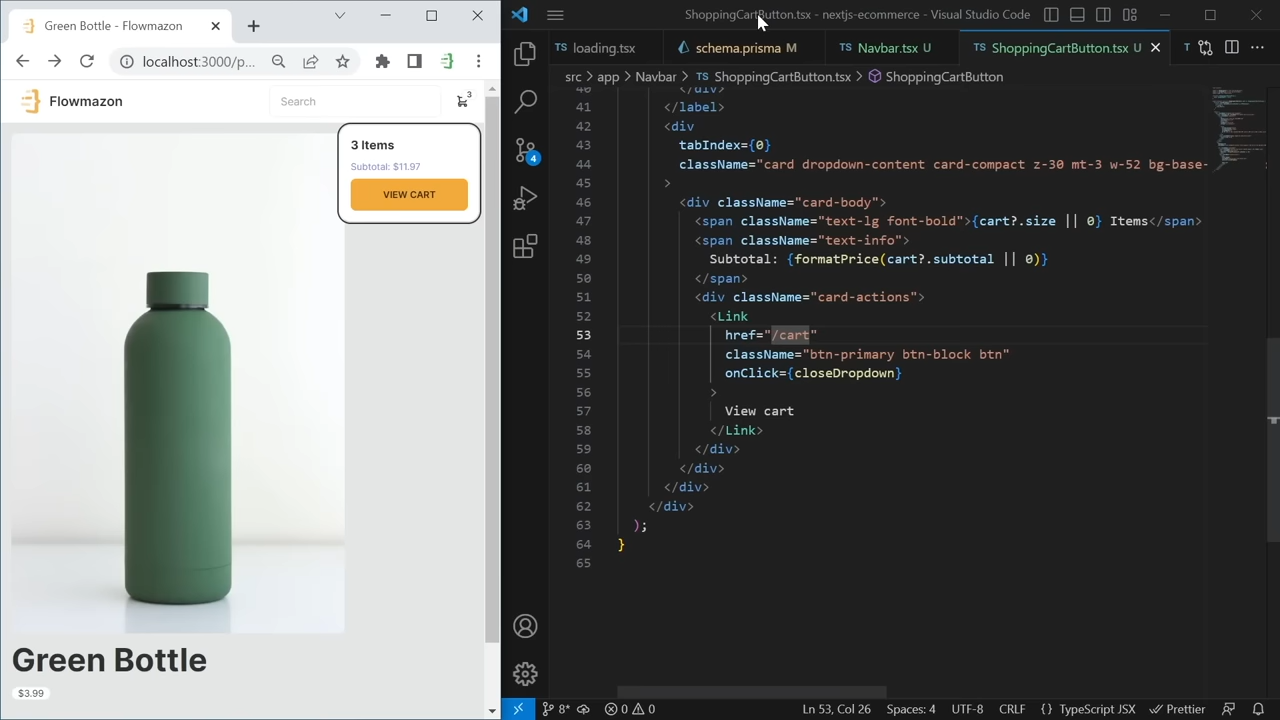 Green Bottle - Flowmazon
localhost:3000/p...
Flowmazon
Search
3
3 Items
Subtotal: $11.97
VIEW CART
Green Bottle
$3.99
ShoppingCartButton.tsx - nextjs-ecommerce - Visual Studio Code
TS loading.tsx
schema.prisma M
TS Navbar.tsx U
TS ShoppingCartButton.tsx U
src > app > Navbar > TS ShoppingCartButton.tsx > ShoppingCartButton
40 </div>
41 </label>
42 <div
43 tabIndex={0}
44 className="card dropdown-content card-compact z-30 mt-3 w-52 bg-base-
45 >
46 <div className="card-body">
47 <span className="text-lg font-bold">{cart?.size || 0} Items</span>
48 <span className="text-info">
49 Subtotal: {formatPrice(cart?.subtotal || 0)}
50 </span>
51 <div className="card-actions">
52 <Link
53 href="/cart"
54 className="btn-primary btn-block btn"
55 onClick={closeDropdown}
56 >
57 View cart
58 </Link>
59 </div>
60 </div>
61 </div>
62 </div>
63 );
64 }
65
4
8*
0 0
Ln 53, Col 26 Spaces: 4 UTF-8 CRLF {} TypeScript JSX Prettier